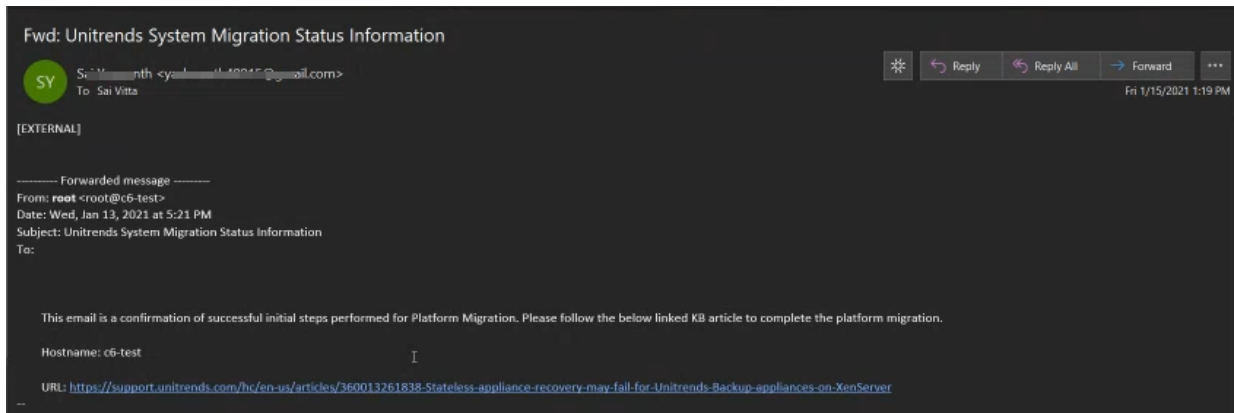 Fwd: Unitrends System Migration Status Information
SY
To Sai Vitta
Reply
Reply All
Forward
Fri 1/15/2021 1:19 PM
[EXTERNAL]
---------- Forwarded message ---------
From: root <root@c6-test>
Date: Wed, Jan 13, 2021 at 5:21 PM
Subject: Unitrends System Migration Status Information
To:
This email is a confirmation of successful initial steps performed for Platform Migration. Please follow the below linked KB article to complete the platform migration.
Hostname: c6-test
URL: https://support.unitrends.com/hc/en-us/articles/360013261838-Stateless-appliance-recovery-may-fail-for-Unitrends-Backup-appliances-on-XenServer
--